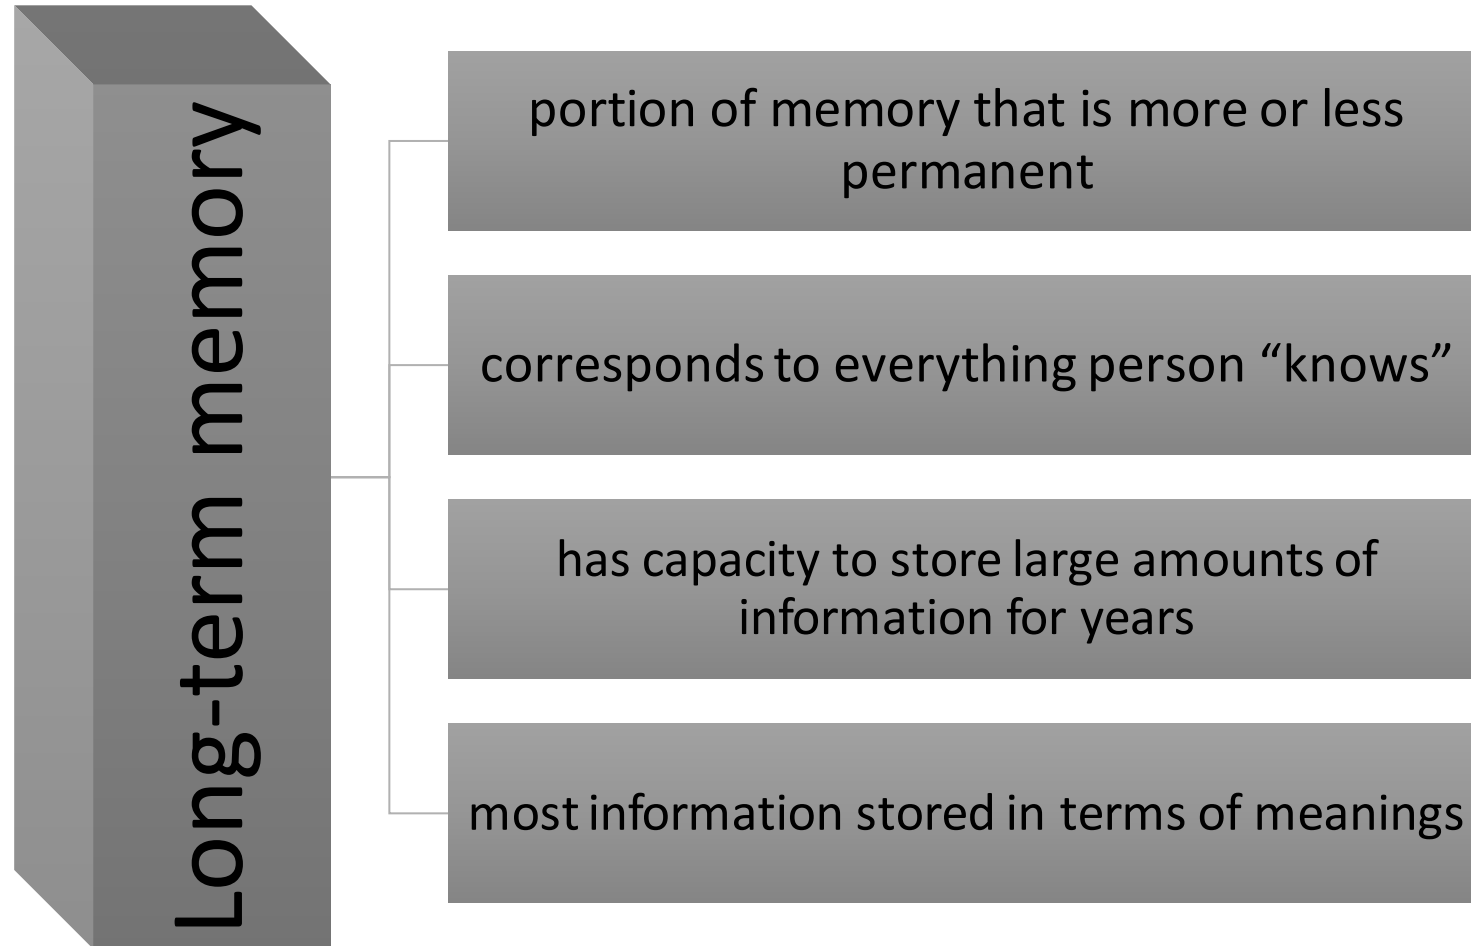 Long-term memory
portion of memory that is more or less
permanent
corresponds to everything person “knows”
has capacity to store large amounts of
information for years
most information stored in terms of meanings